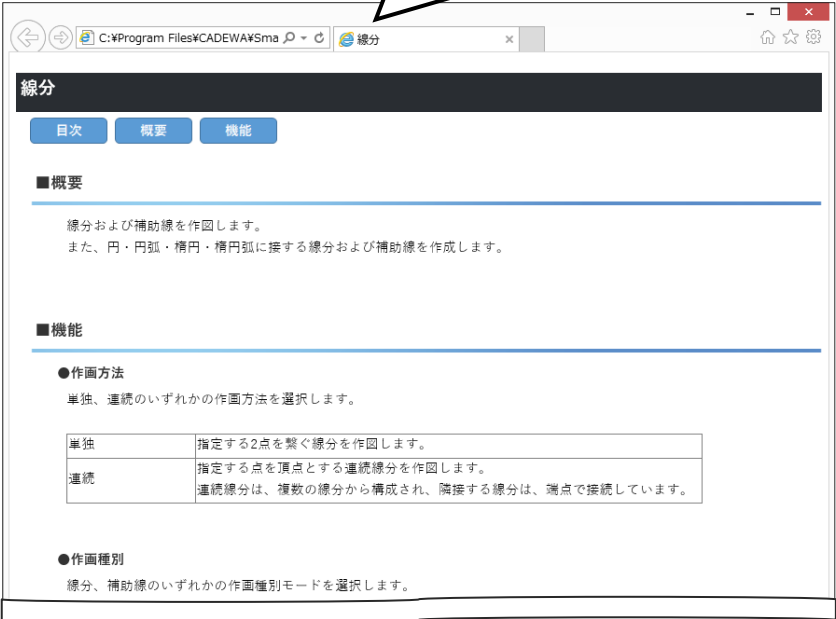 C:¥Program Files¥CADEWA¥Sma
線分
線分
目次
概要
機能
■概要
線分および補助線を作図します。
また、円・円弧・楕円・楕円弧に接する線分および補助線を作成します。
■機能
●作画方法
単独、連続のいずれかの作画方法を選択します。
単独
指定する2点を繋ぐ線分を作図します。
連続
指定する点を頂点とする連続線分を作図します。
連続線分は、複数の線分から構成され、隣接する線分は、端点で接続しています。
●作画種別
線分、補助線のいずれかの作画種別モードを選択します。